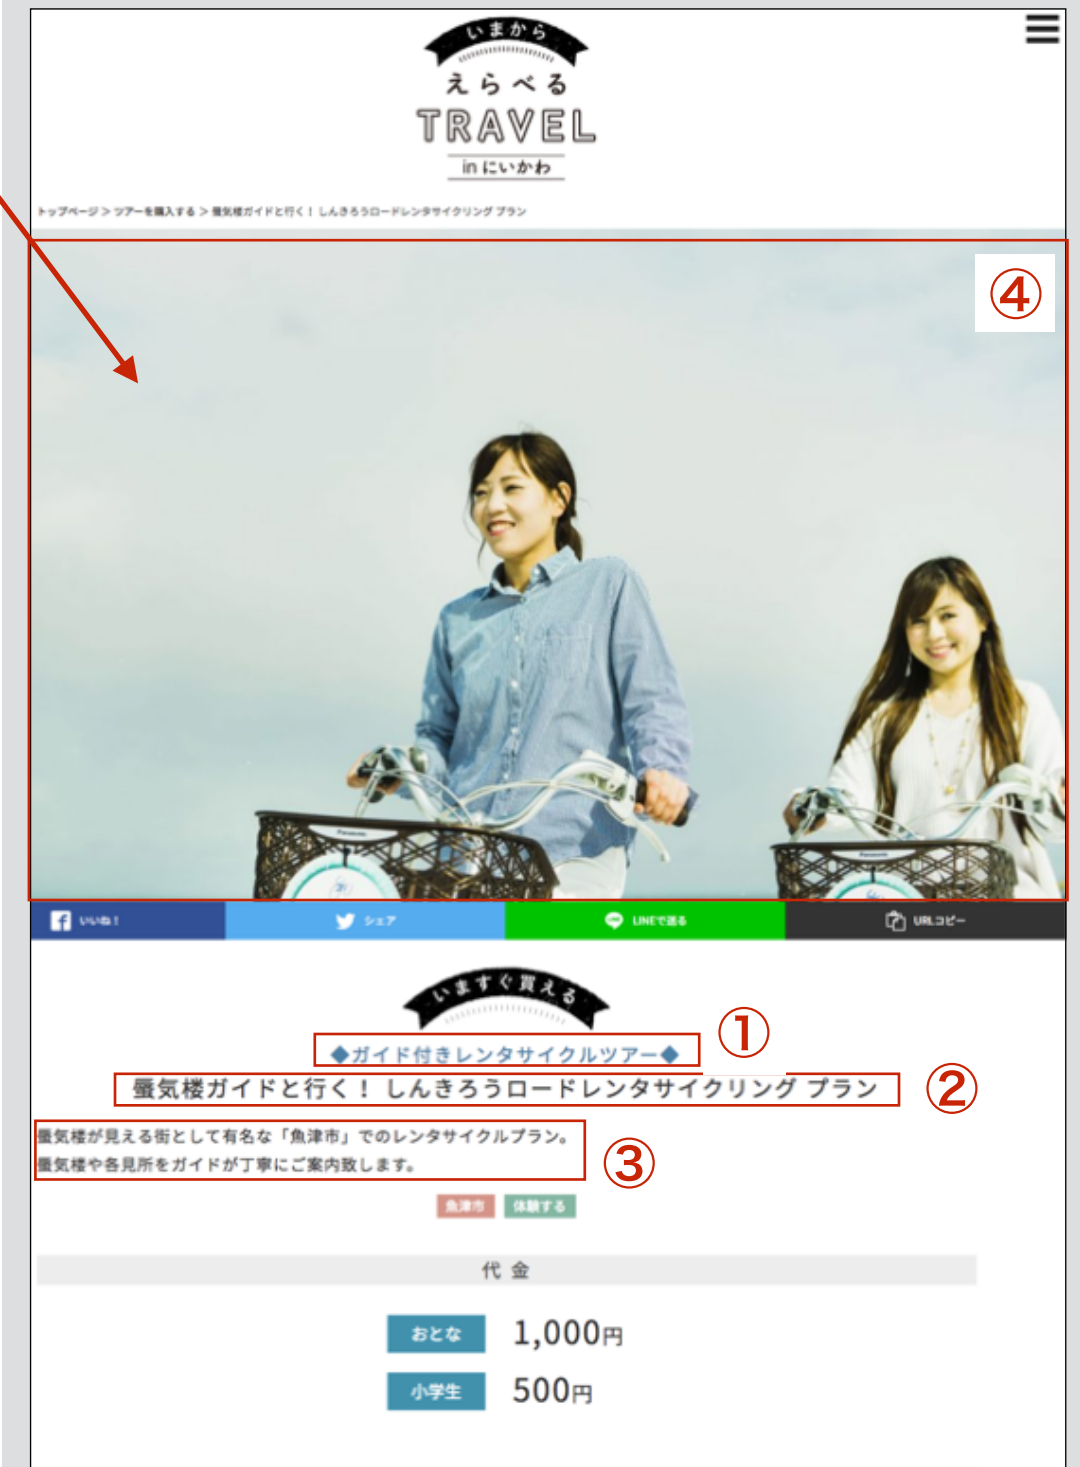 いまから
えらべる
TRAVEL
in にいかわ
トップページ > ツアーを購入する > 蜃気楼ガイドと行く！ しんきろうロードレンタサイクリング プラン
④
Panasonic
Panasonic
いいね！
シェア
LINEで送る
URLコピー
いますぐ買える
①
◆ガイド付きレンタサイクルツアー◆
蜃気楼ガイドと行く！ しんきろうロードレンタサイクリング プラン
②
蜃気楼が見える街として有名な「魚津市」でのレンタサイクルプラン。
蜃気楼や各見所をガイドが丁寧にご案内致します。
③
魚津市 体験する
代 金
おとな 1,000円
小学生 500円